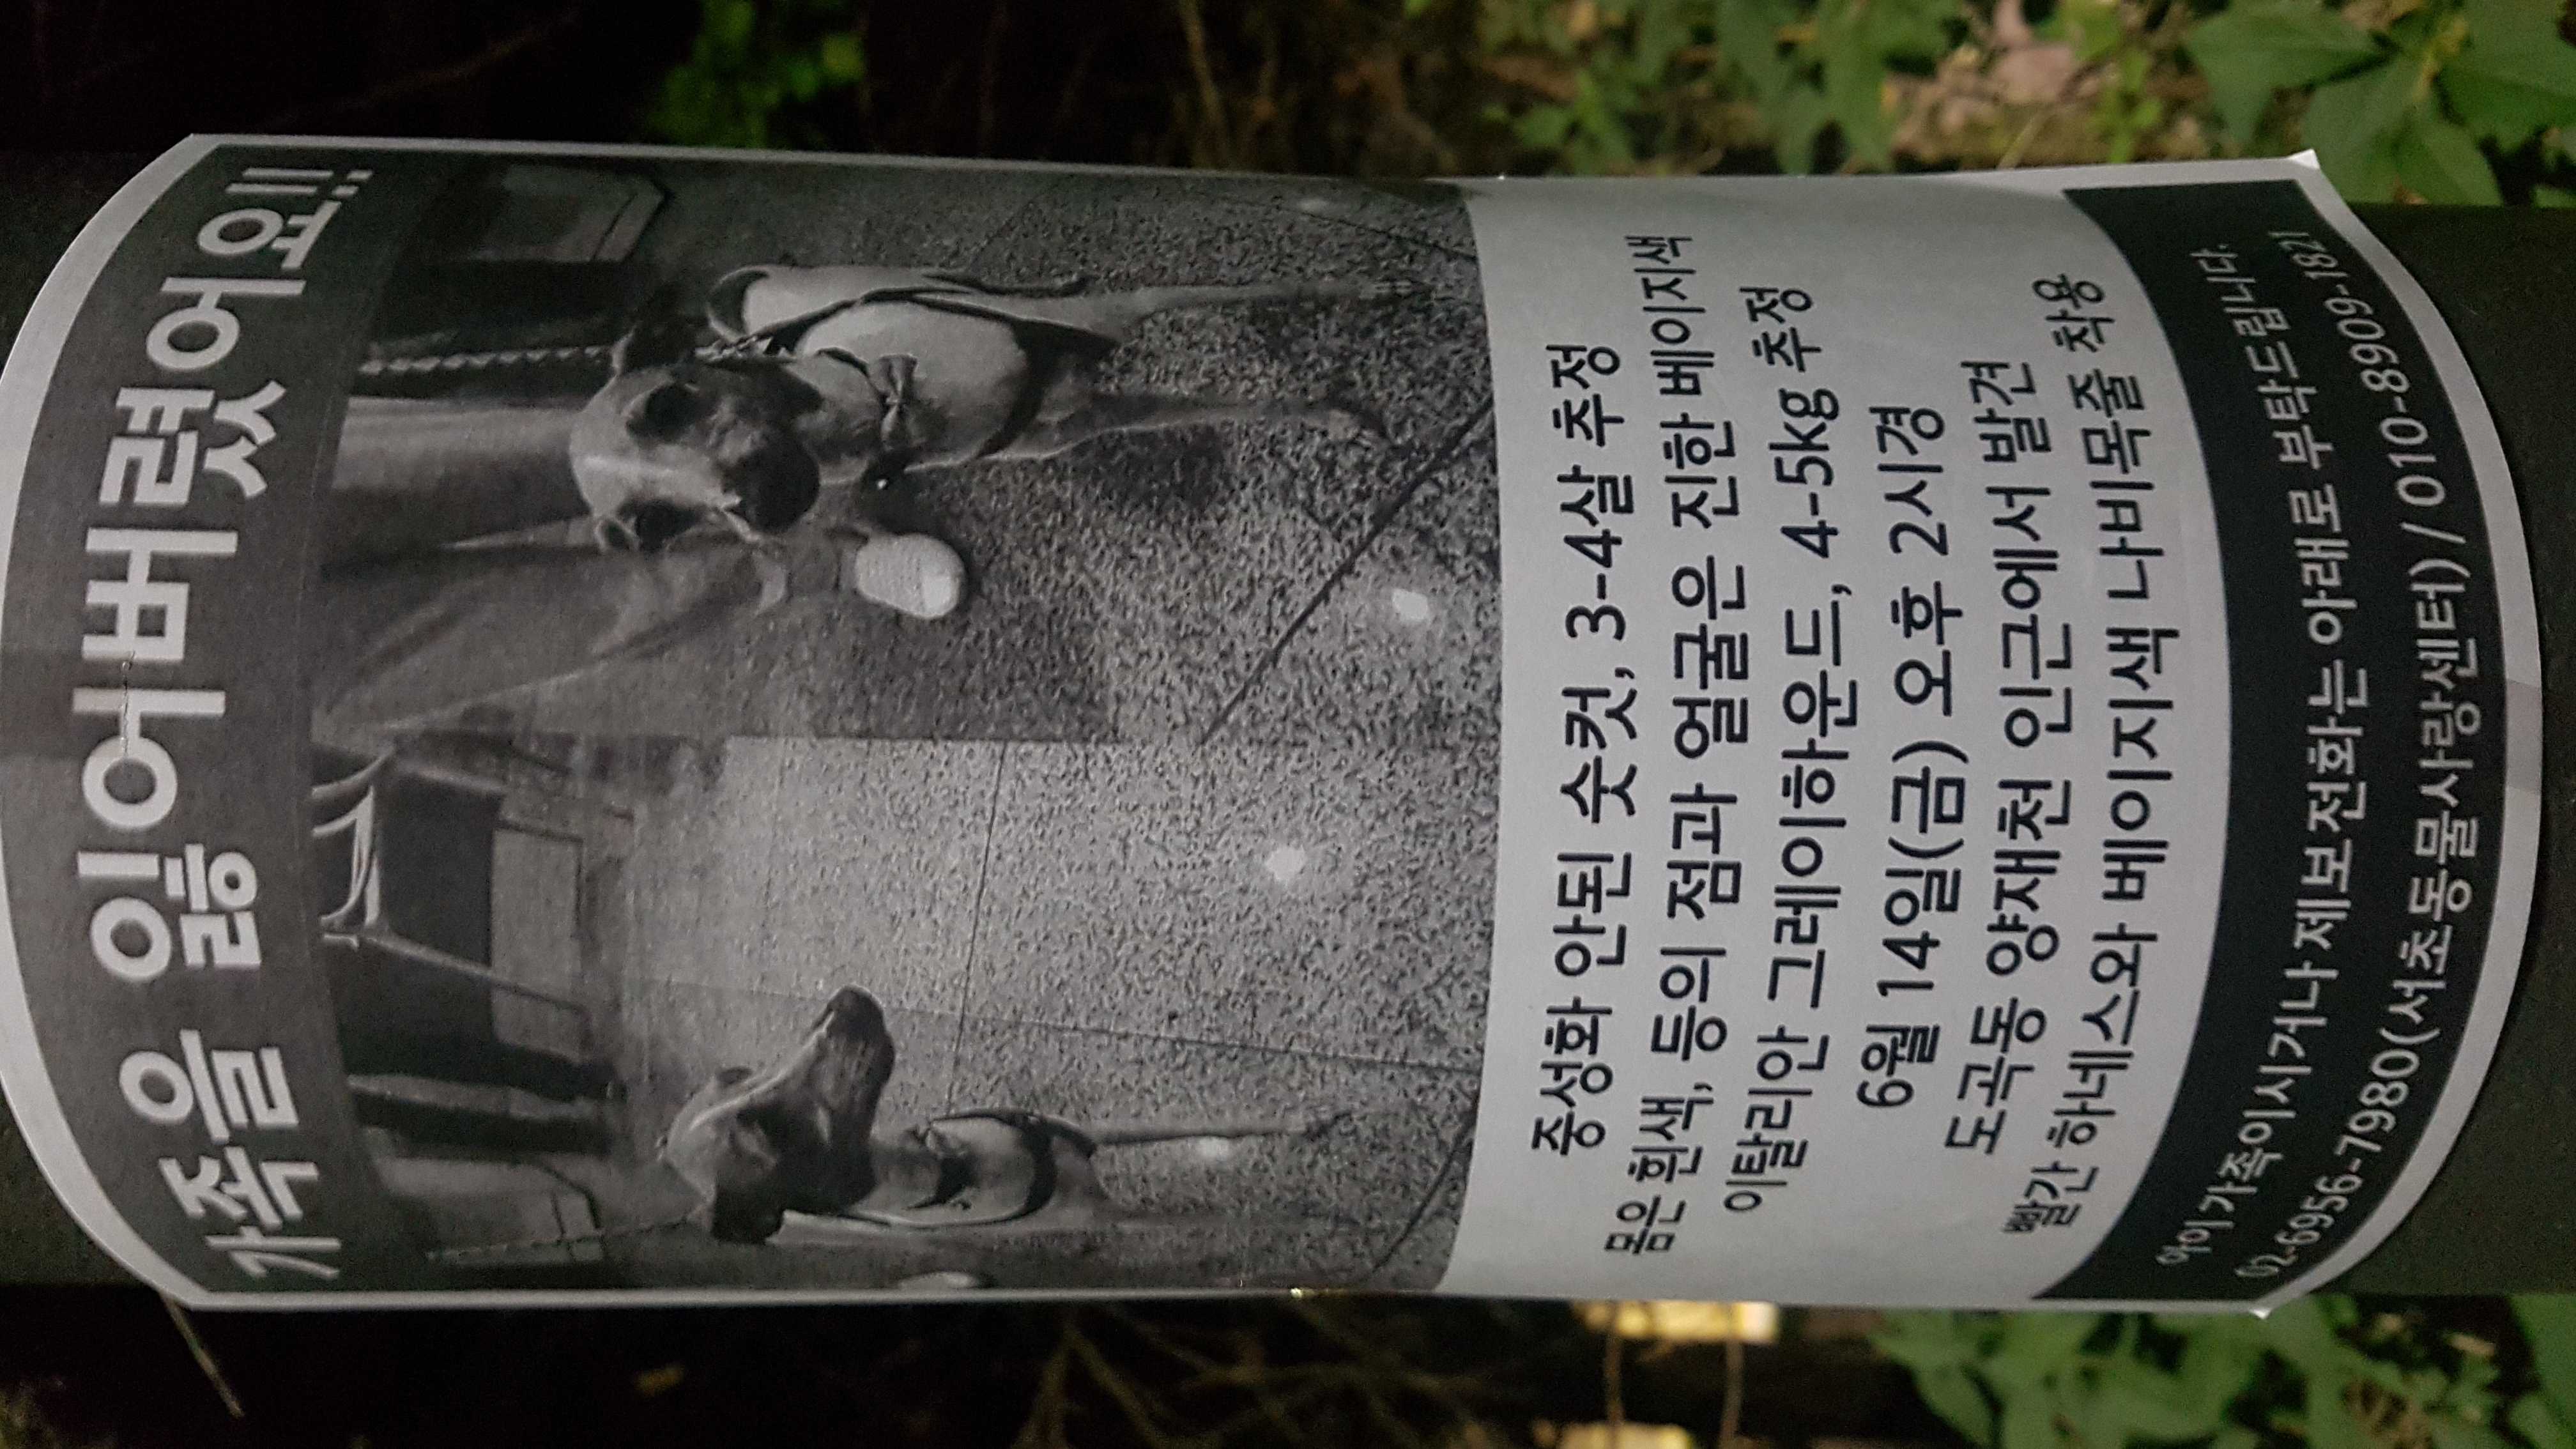 가족을 잃어버렸어요!!
중성화 안된 숫컷, 3-4살 추정
몸은 흰색, 등의 점과 얼굴은 진한 베이지색
이탈리안 그레이하운드, 4-5kg 추정
6월 14일(금) 오후 2시경
도곡동 양재천 인근에서 발견
빨간 하네스와 베이지색 나비목줄 착용
아이 가족이시거나 제보 전화는 아래로 부탁드립니다.
02-6956-7980(서초동물사랑센터) / 010-8909-1821